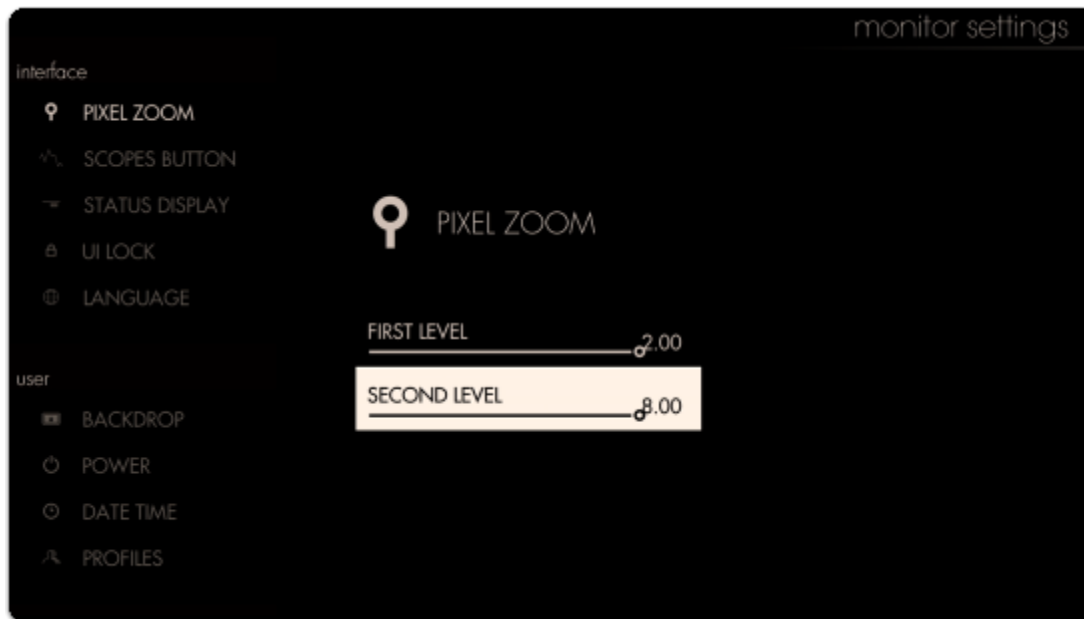 monitor settings
interface
PIXEL ZOOM
SCOPES BUTTON
STATUS DISPLAY
UI LOCK
LANGUAGE
user
BACKDROP
POWER
DATE TIME
PROFILES
PIXEL ZOOM
FIRST LEVEL 2.00
SECOND LEVEL 8.00